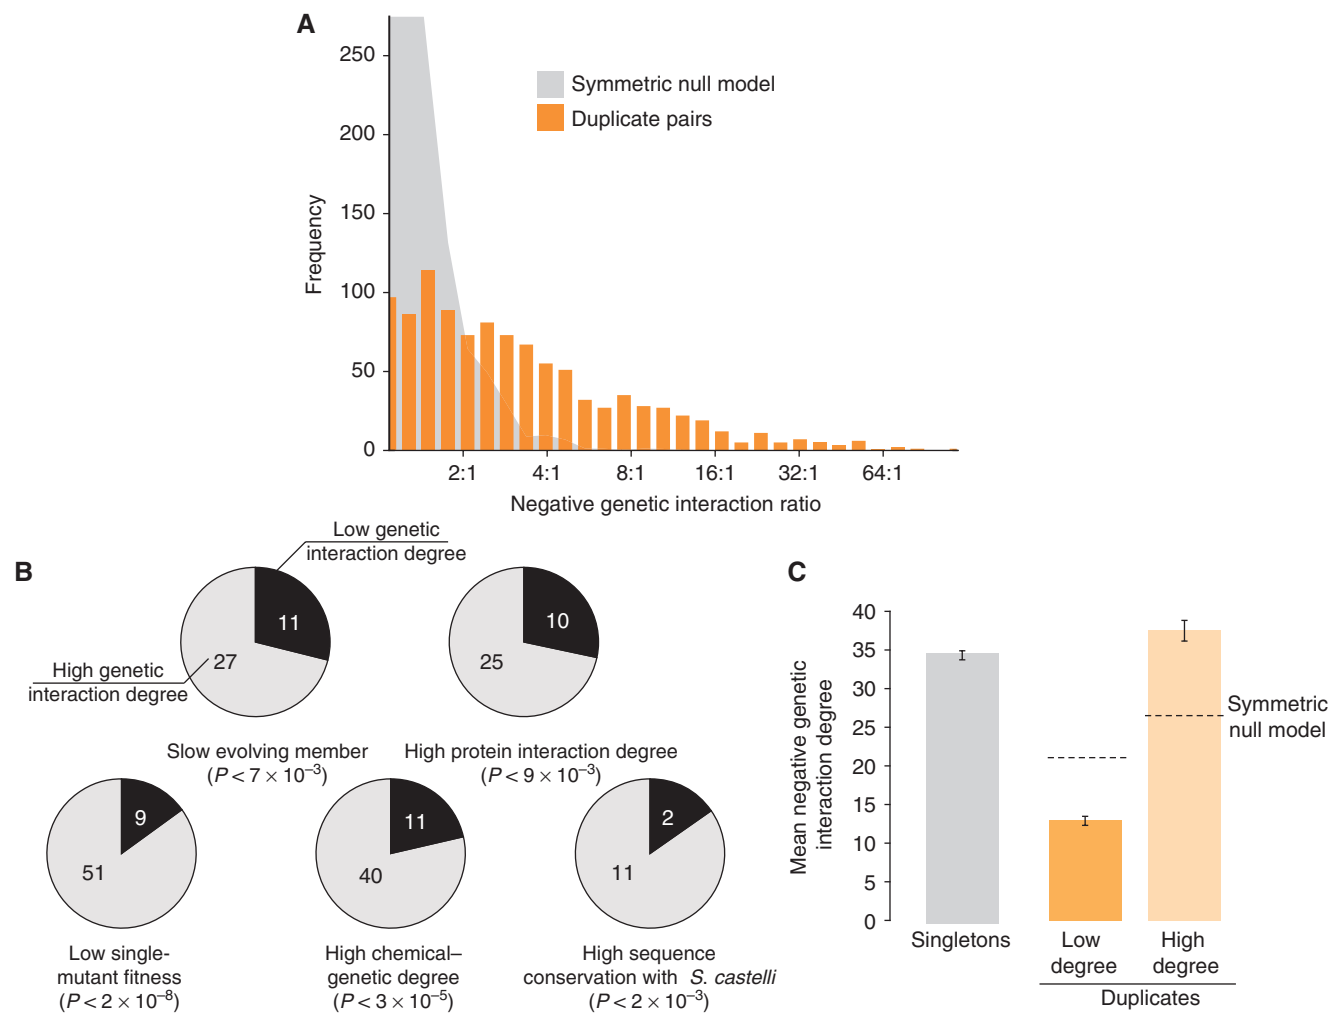 A
250
200
150
100
50
0
Frequency
Symmetric null model
Duplicate pairs
2:1 4:1 8:1 16:1 32:1 64:1
Negative genetic interaction ratio
B
Low genetic
interaction degree
High genetic
interaction degree
11
27
Slow evolving member
(P < 7 × 10⁻³)
10
25
High protein interaction degree
(P < 9 × 10⁻³)
9
51
Low single-
mutant fitness
(P < 2 × 10⁻⁸)
11
40
High chemical–
genetic degree
(P < 3 × 10⁻⁵)
2
11
High sequence
conservation with S. castelli
(P < 2 × 10⁻³)
C
Mean negative genetic
interaction degree
40
35
30
25
20
15
10
5
0
Symmetric
null model
Singletons
Low
degree
High
degree
Duplicates